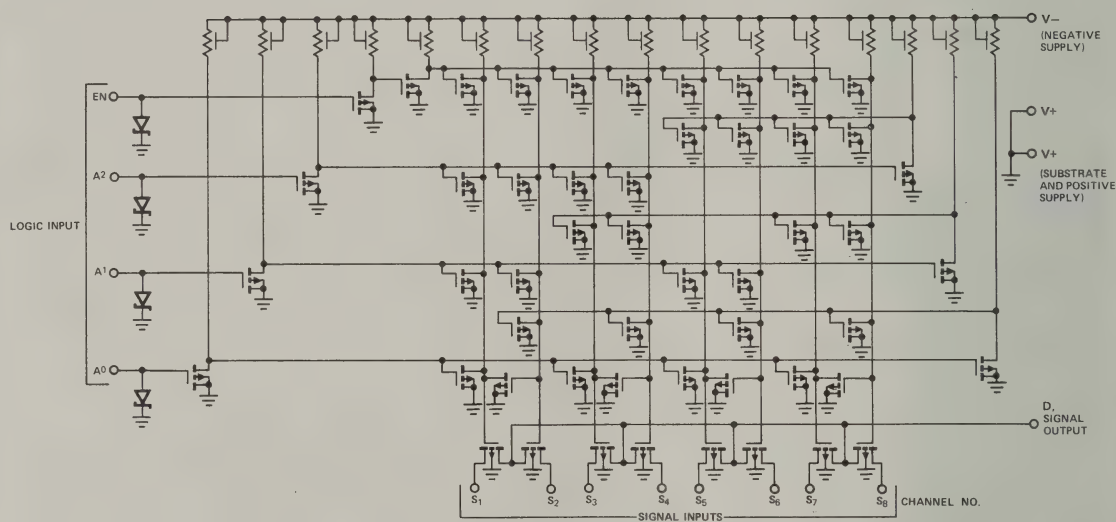 V–
(NEGATIVE
SUPPLY)
EN
V+
V+
(SUBSTRATE
AND POSITIVE
SUPPLY)
A2
LOGIC INPUT
A1
A0
D,
SIGNAL
OUTPUT
S1 S2 S3 S4 S5 S6 S7 S8 CHANNEL NO.
SIGNAL INPUTS